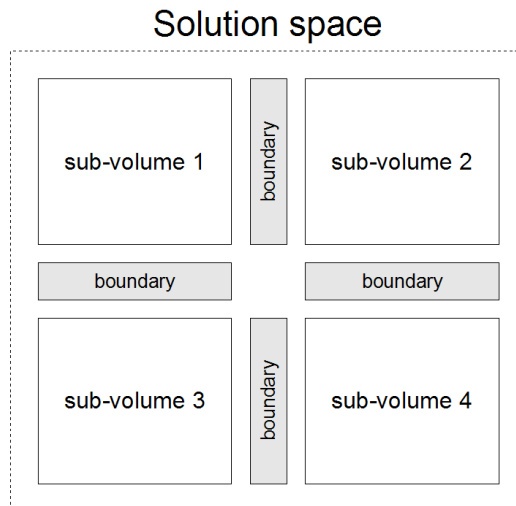 Solution space
sub-volume 1
boundary
sub-volume 2
boundary
boundary
sub-volume 3
boundary
sub-volume 4